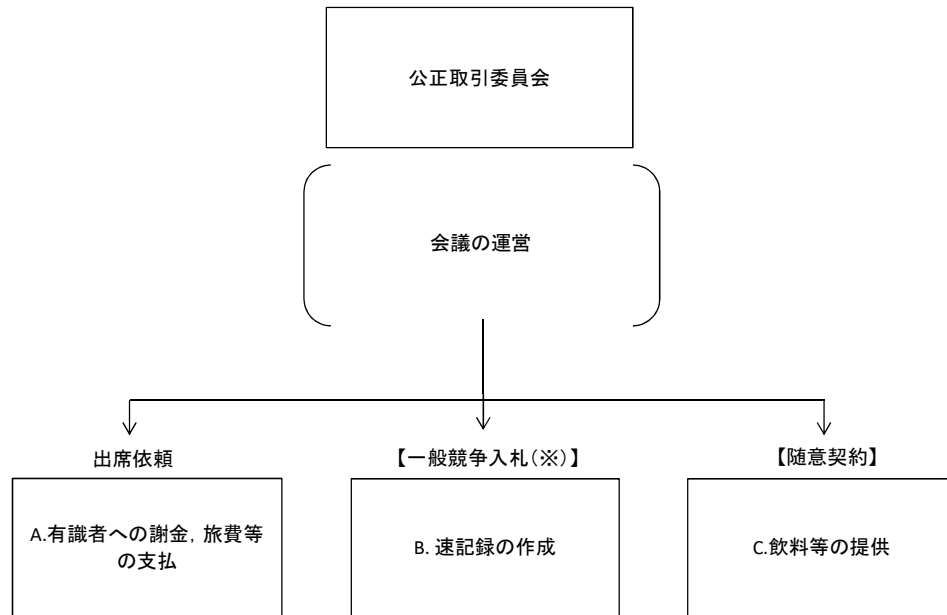 公正取引委員会
会議の運営
出席依頼
【一般競争入札(※)】
【随意契約】
A.有識者への謝金, 旅費等
の支払
B. 速記録の作成
C.飲料等の提供